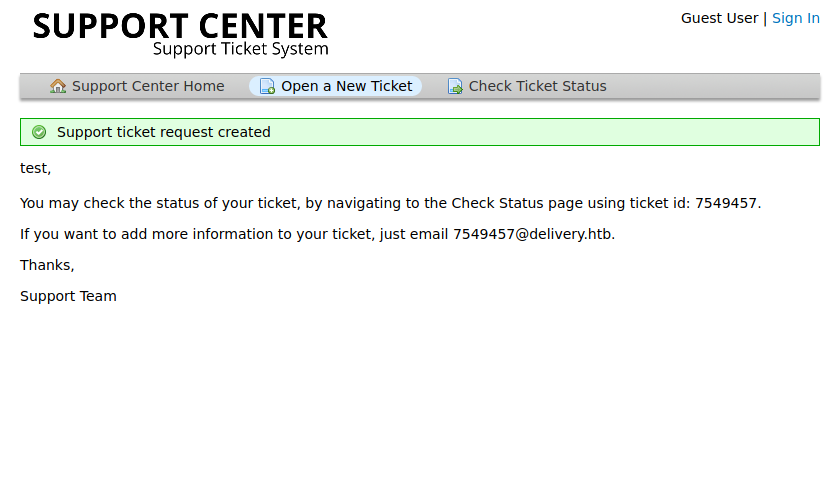 SUPPORT CENTER
Support Ticket System
Guest User | Sign In
Support Center Home Open a New Ticket Check Ticket Status
Support ticket request created
test,
You may check the status of your ticket, by navigating to the Check Status page using ticket id: 7549457.
If you want to add more information to your ticket, just email 7549457@delivery.htb.
Thanks,
Support Team